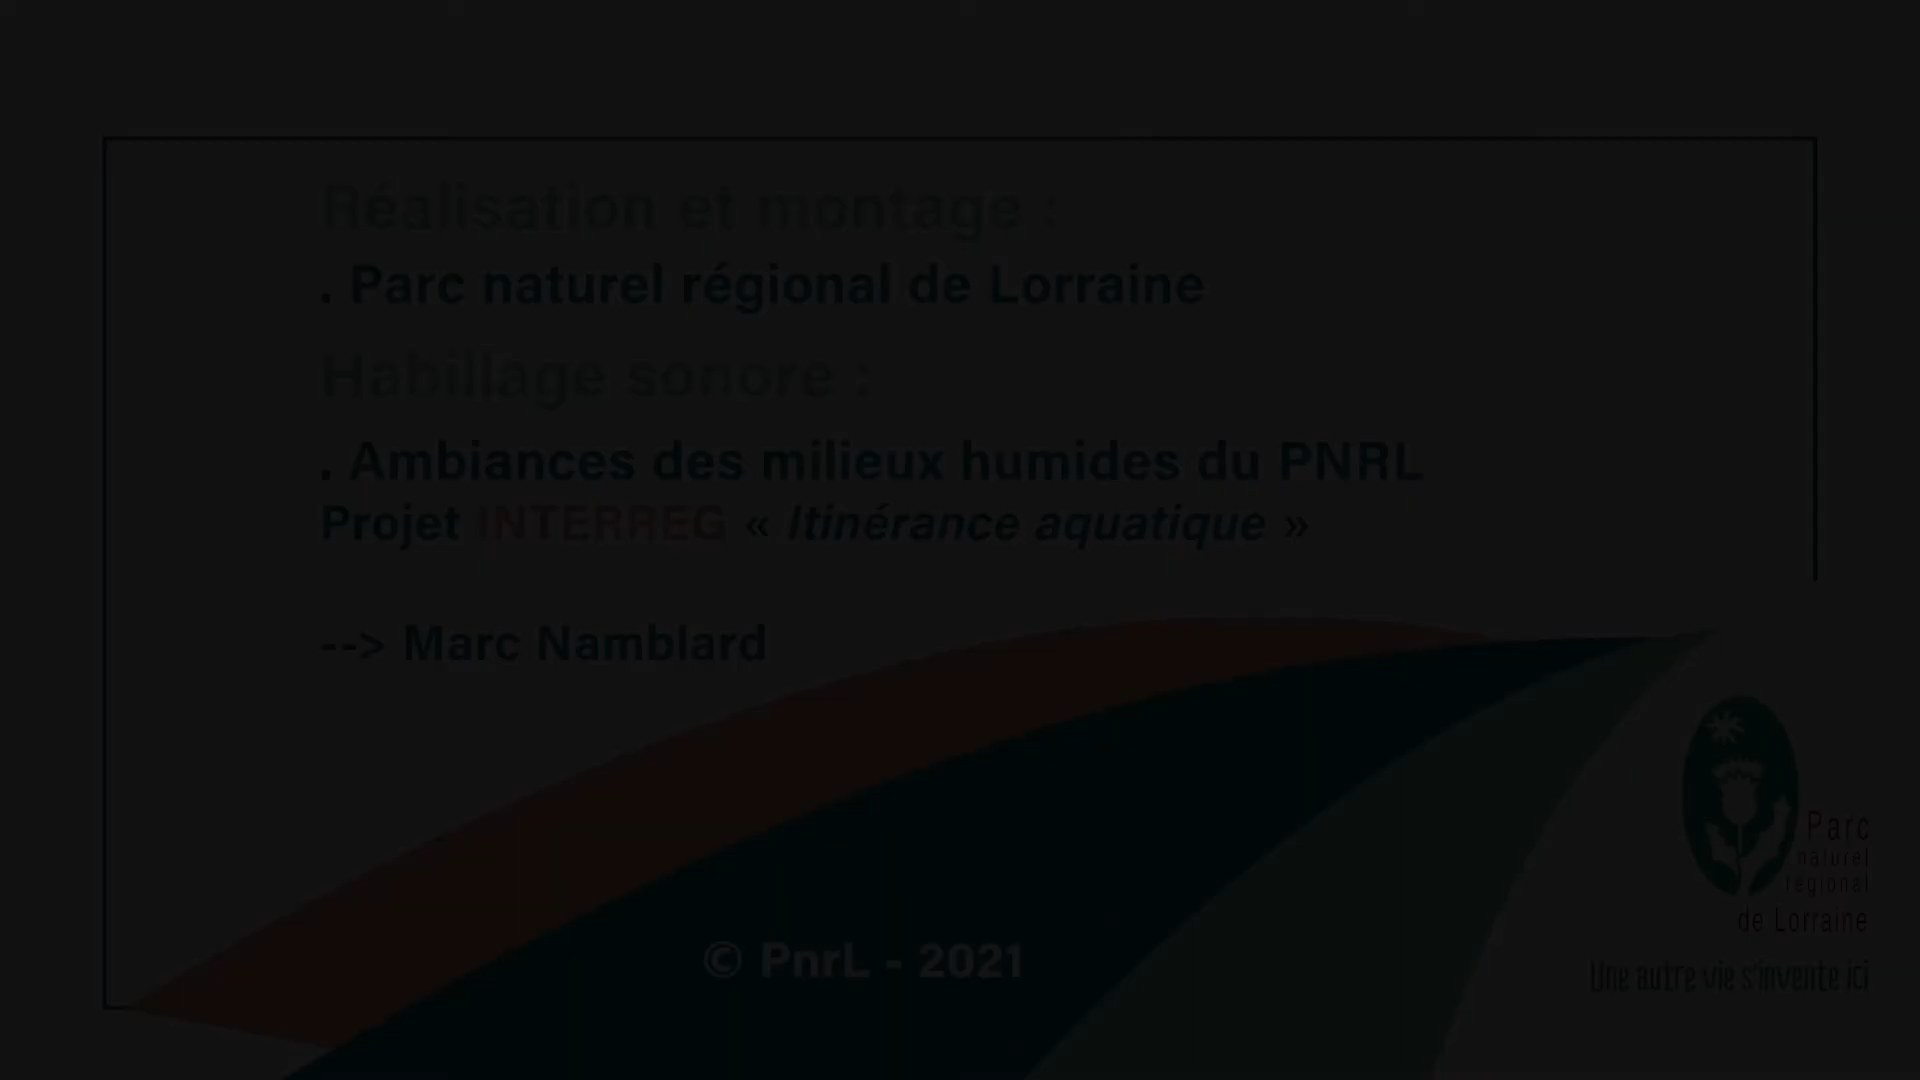 Réalisation et montage :
. Parc naturel régional de Lorraine
Habillage sonore :
. Ambiances des milieux humides du PNRL
Projet INTERREG « Itinérance aquatique »
--> Marc Namblard
Parc
naturel
régional
de Lorraine
© PnrL - 2021
Une autre vie s'invente ici